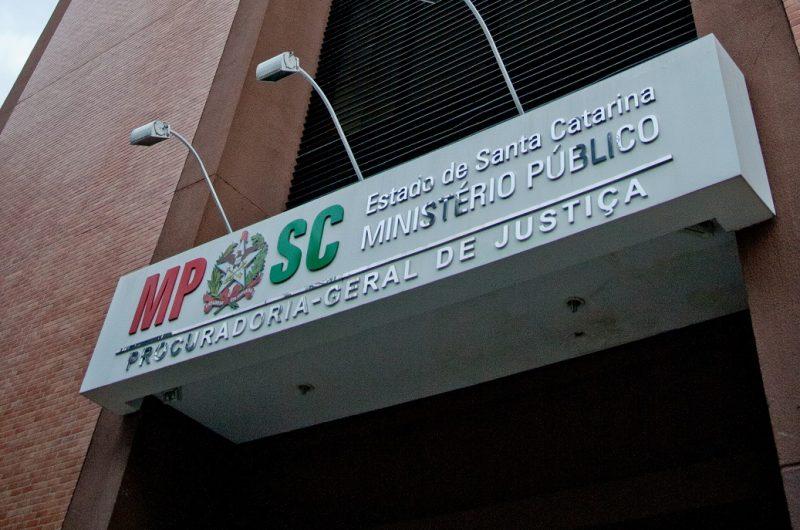 MP SC
Estado de Santa Catarina
MINISTÉRIO PÚBLICO
PROCURADORIA-GERAL DE JUSTIÇA